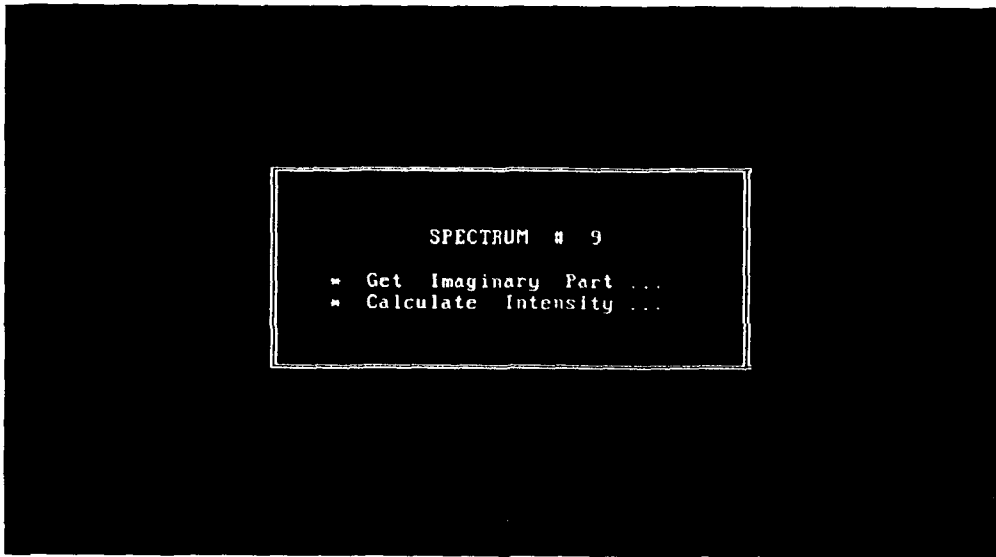 SPECTRUM # 9
* Get Imaginary Part ...
* Calculate Intensity ...